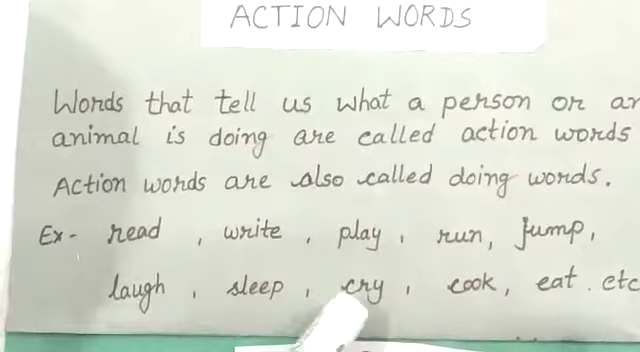 ACTION WORDS
Words that tell us what a person or an
animal is doing are called action words
Action words are also called doing words.
Ex- read , write , play , run, jump,
laugh , sleep , cry , cook, eat . etc